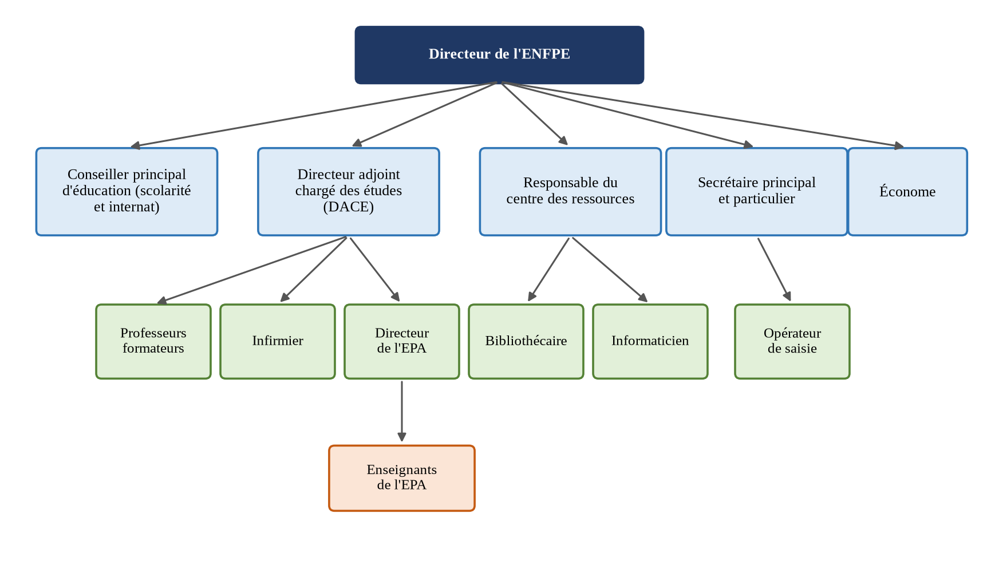 Directeur de l'ENFPE
Conseiller principal
d'éducation (scolarité
et internat)
Directeur adjoint
chargé des études
(DACE)
Responsable du
centre des ressources
Secrétaire principal
et particulier
Économe
Professeurs
formateurs
Infirmier
Directeur
de l'EPA
Bibliothécaire
Informaticien
Opérateur
de saisie
Enseignants
de l'EPA